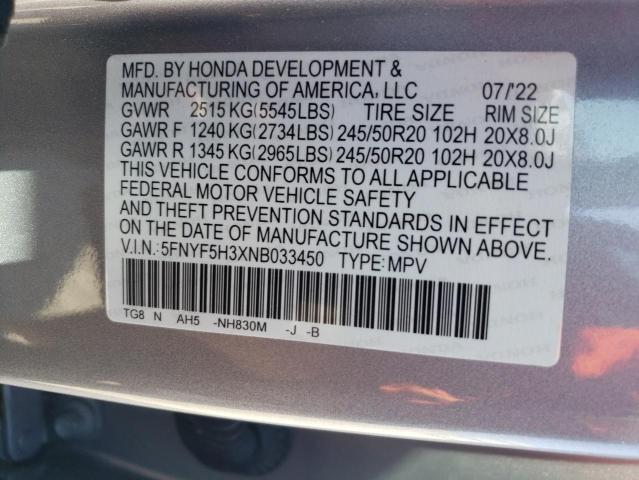 MFD. BY HONDA DEVELOPMENT &
MANUFACTURING OF AMERICA, LLC 07/'22
GVWR 2515 KG(5545LBS) TIRE SIZE RIM SIZE
GAWR F 1240 KG(2734LBS) 245/50R20 102H 20X8.0J
GAWR R 1345 KG(2965LBS) 245/50R20 102H 20X8.0J
THIS VEHICLE CONFORMS TO ALL APPLICABLE
FEDERAL MOTOR VEHICLE SAFETY
AND THEFT PREVENTION STANDARDS IN EFFECT
ON THE DATE OF MANUFACTURE SHOWN ABOVE.
V.I.N.:5FNYF5H3XNB033450 TYPE:MPV
TG8 N AH5 -NH830M -J -B